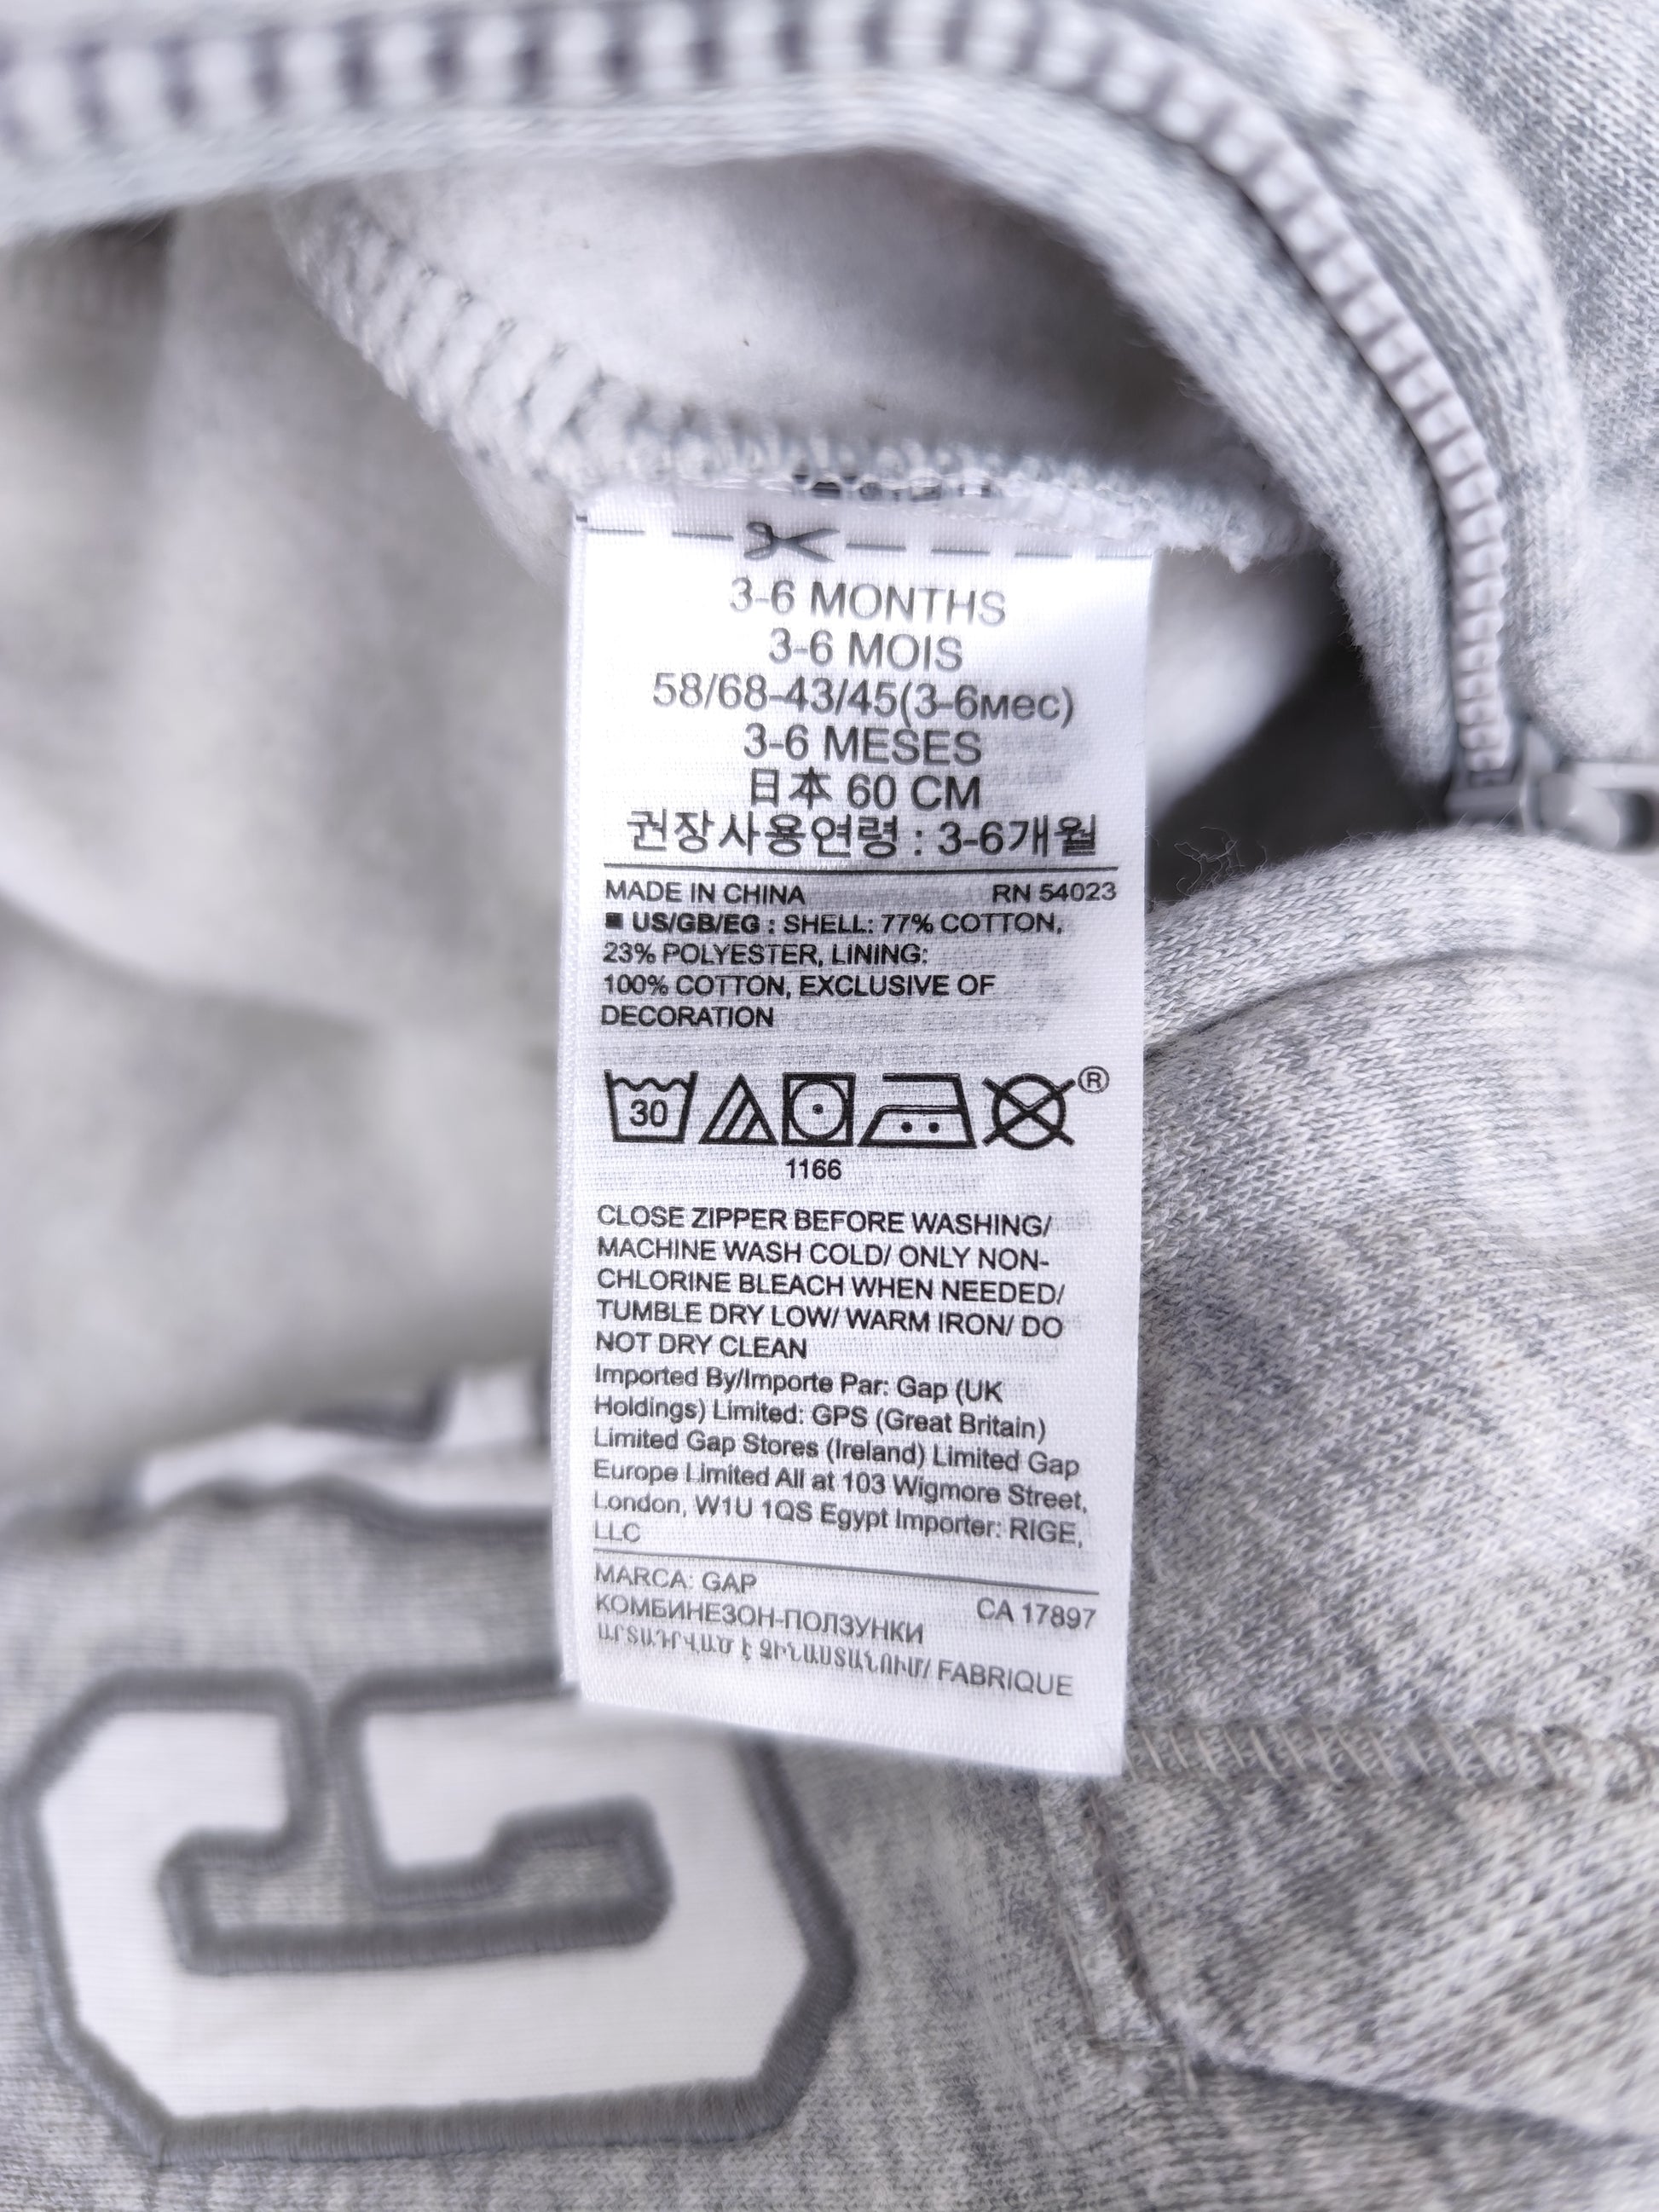 3-6 MONTHS
3-6 MOIS
58/68-43/45(3-6мес)
3-6 MESES
日本 60 CM
권장사용연령 : 3-6개월
MADE IN CHINA RN 54023
■ US/GB/EG : SHELL: 77% COTTON,
23% POLYESTER, LINING:
100% COTTON, EXCLUSIVE OF
DECORATION
30 ®
1166
CLOSE ZIPPER BEFORE WASHING/
MACHINE WASH COLD/ ONLY NON-
CHLORINE BLEACH WHEN NEEDED/
TUMBLE DRY LOW/ WARM IRON/ DO
NOT DRY CLEAN
Imported By/Importe Par: Gap (UK
Holdings) Limited: GPS (Great Britain)
Limited Gap Stores (Ireland) Limited Gap
Europe Limited All at 103 Wigmore Street,
London, W1U 1QS Egypt Importer: RIGE,
LLC
MARCA: GAP
CA 17897
КОМБИНЕЗОН-ПОЛЗУНКИ
ԱՐՏԱԴՐՎԱԾ Է ՉԻՆԱՍՏԱՆՈՒՄ/ FABRIQUE
G